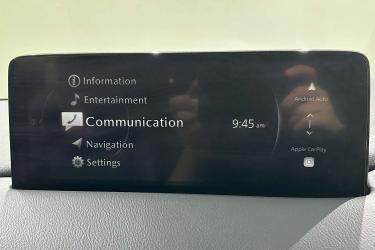 Information
Entertainment
Communication
9:45 am
Navigation
Settings
Android Auto
Apple CarPlay